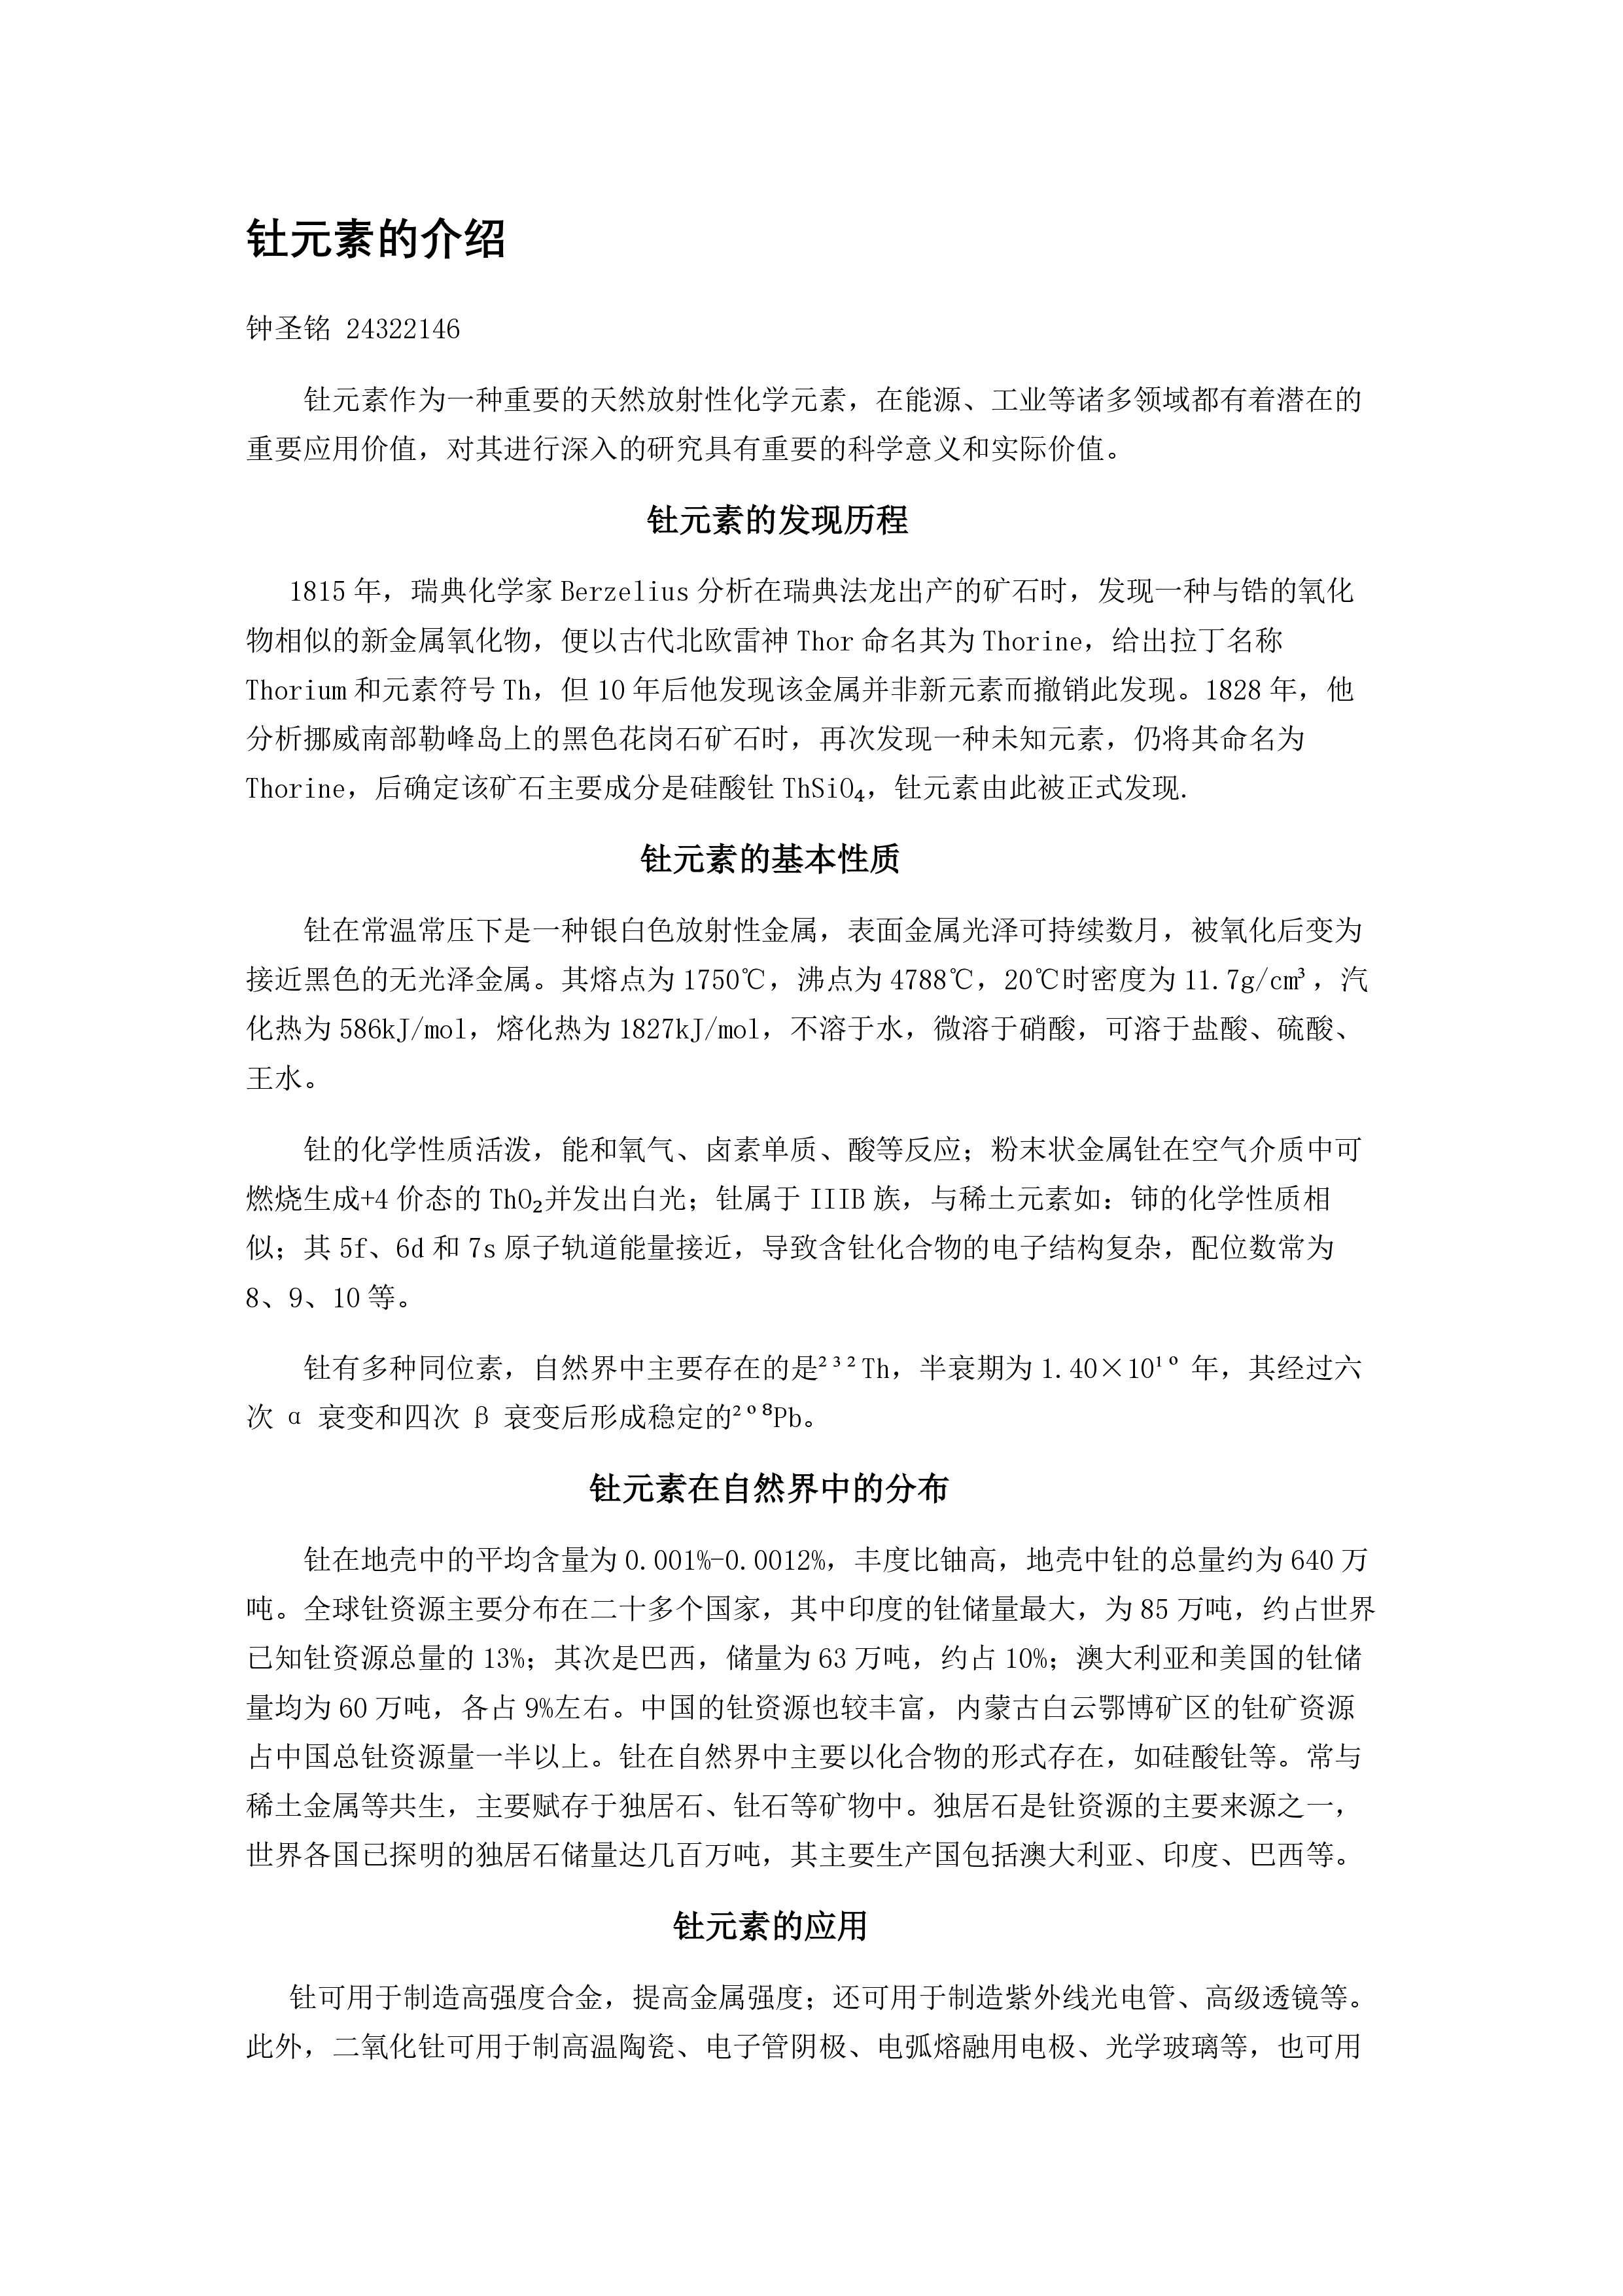 钍元素的介绍
钟圣铭 24322146
钍元素作为一种重要的天然放射性化学元素，在能源、工业等诸多领域都有着潜在的
重要应用价值，对其进行深入的研究具有重要的科学意义和实际价值。
钍元素的发现历程
1815 年，瑞典化学家 Berzelius 分析在瑞典法龙出产的矿石时，发现一种与锆的氧化
物相似的新金属氧化物，便以古代北欧雷神 Thor 命名其为 Thorine，给出拉丁名称
Thorium 和元素符号 Th，但 10 年后他发现该金属并非新元素而撤销此发现。1828 年，他
分析挪威南部勒峰岛上的黑色花岗石矿石时，再次发现一种未知元素，仍将其命名为
Thorine，后确定该矿石主要成分是硅酸钍 ThSiO₄，钍元素由此被正式发现.
钍元素的基本性质
钍在常温常压下是一种银白色放射性金属，表面金属光泽可持续数月，被氧化后变为
接近黑色的无光泽金属。其熔点为 1750℃，沸点为 4788℃，20℃时密度为 11.7g/cm³，汽
化热为 586kJ/mol，熔化热为 1827kJ/mol，不溶于水，微溶于硝酸，可溶于盐酸、硫酸、
王水。
钍的化学性质活泼，能和氧气、卤素单质、酸等反应；粉末状金属钍在空气介质中可
燃烧生成+4 价态的 ThO₂并发出白光；钍属于 IIIB 族，与稀土元素如：铈的化学性质相
似；其 5f、6d 和 7s 原子轨道能量接近，导致含钍化合物的电子结构复杂，配位数常为
8、9、10 等。
钍有多种同位素，自然界中主要存在的是²³²Th，半衰期为 1.40×10¹⁰ 年，其经过六
次 α 衰变和四次 β 衰变后形成稳定的²⁰⁸Pb。
钍元素在自然界中的分布
钍在地壳中的平均含量为 0.001%-0.0012%，丰度比铀高，地壳中钍的总量约为 640 万
吨。全球钍资源主要分布在二十多个国家，其中印度的钍储量最大，为 85 万吨，约占世界
已知钍资源总量的 13%；其次是巴西，储量为 63 万吨，约占 10%；澳大利亚和美国的钍储
量均为 60 万吨，各占 9%左右。中国的钍资源也较丰富，内蒙古白云鄂博矿区的钍矿资源
占中国总钍资源量一半以上。钍在自然界中主要以化合物的形式存在，如硅酸钍等。常与
稀土金属等共生，主要赋存于独居石、钍石等矿物中。独居石是钍资源的主要来源之一，
世界各国已探明的独居石储量达几百万吨，其主要生产国包括澳大利亚、印度、巴西等。
钍元素的应用
钍可用于制造高强度合金，提高金属强度；还可用于制造紫外线光电管、高级透镜等。
此外，二氧化钍可用于制高温陶瓷、电子管阴极、电弧熔融用电极、光学玻璃等，也可用